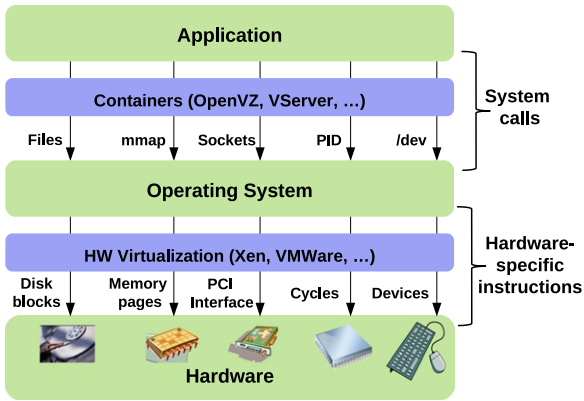 Application
Containers (OpenVZ, VServer, ...)
System
calls
Files mmap Sockets PID /dev
Operating System
HW Virtualization (Xen, VMWare, ...)
Hardware-
specific
instructions
Disk
blocks
Memory
pages
PCI
Interface
Cycles
Devices
Hardware